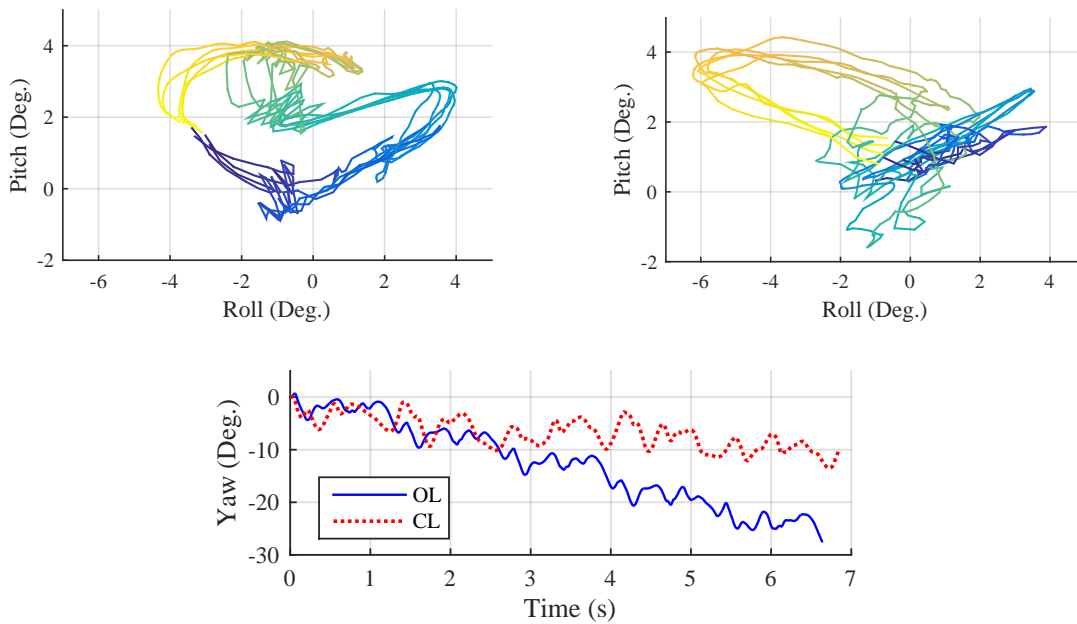 4
2
0
-2
Pitch (Deg.)
-6 -4 -2 0 2 4
Roll (Deg.)
4
2
0
-2
Pitch (Deg.)
-6 -4 -2 0 2 4
Roll (Deg.)
0
-10
-20
-30
Yaw (Deg.)
OL
CL
0 1 2 3 4 5 6 7
Time (s)